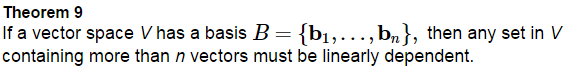 Theorem 9
If a vector space V has a basis B = {b₁, . . . , bₙ}, then any set in V
containing more than n vectors must be linearly dependent.